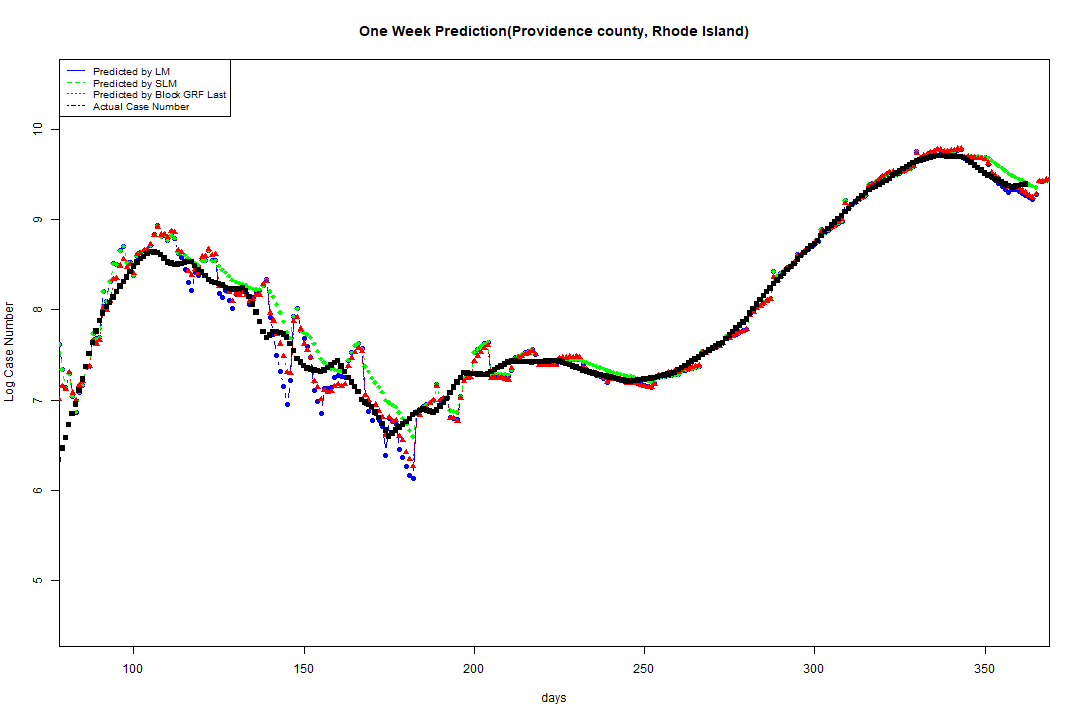 One Week Prediction(Providence county, Rhode Island)
Predicted by LM
Predicted by SLM
Predicted by Block GRF Last
Actual Case Number
Log Case Number
10
9
8
7
6
5
100 150 200 250 300 350
days